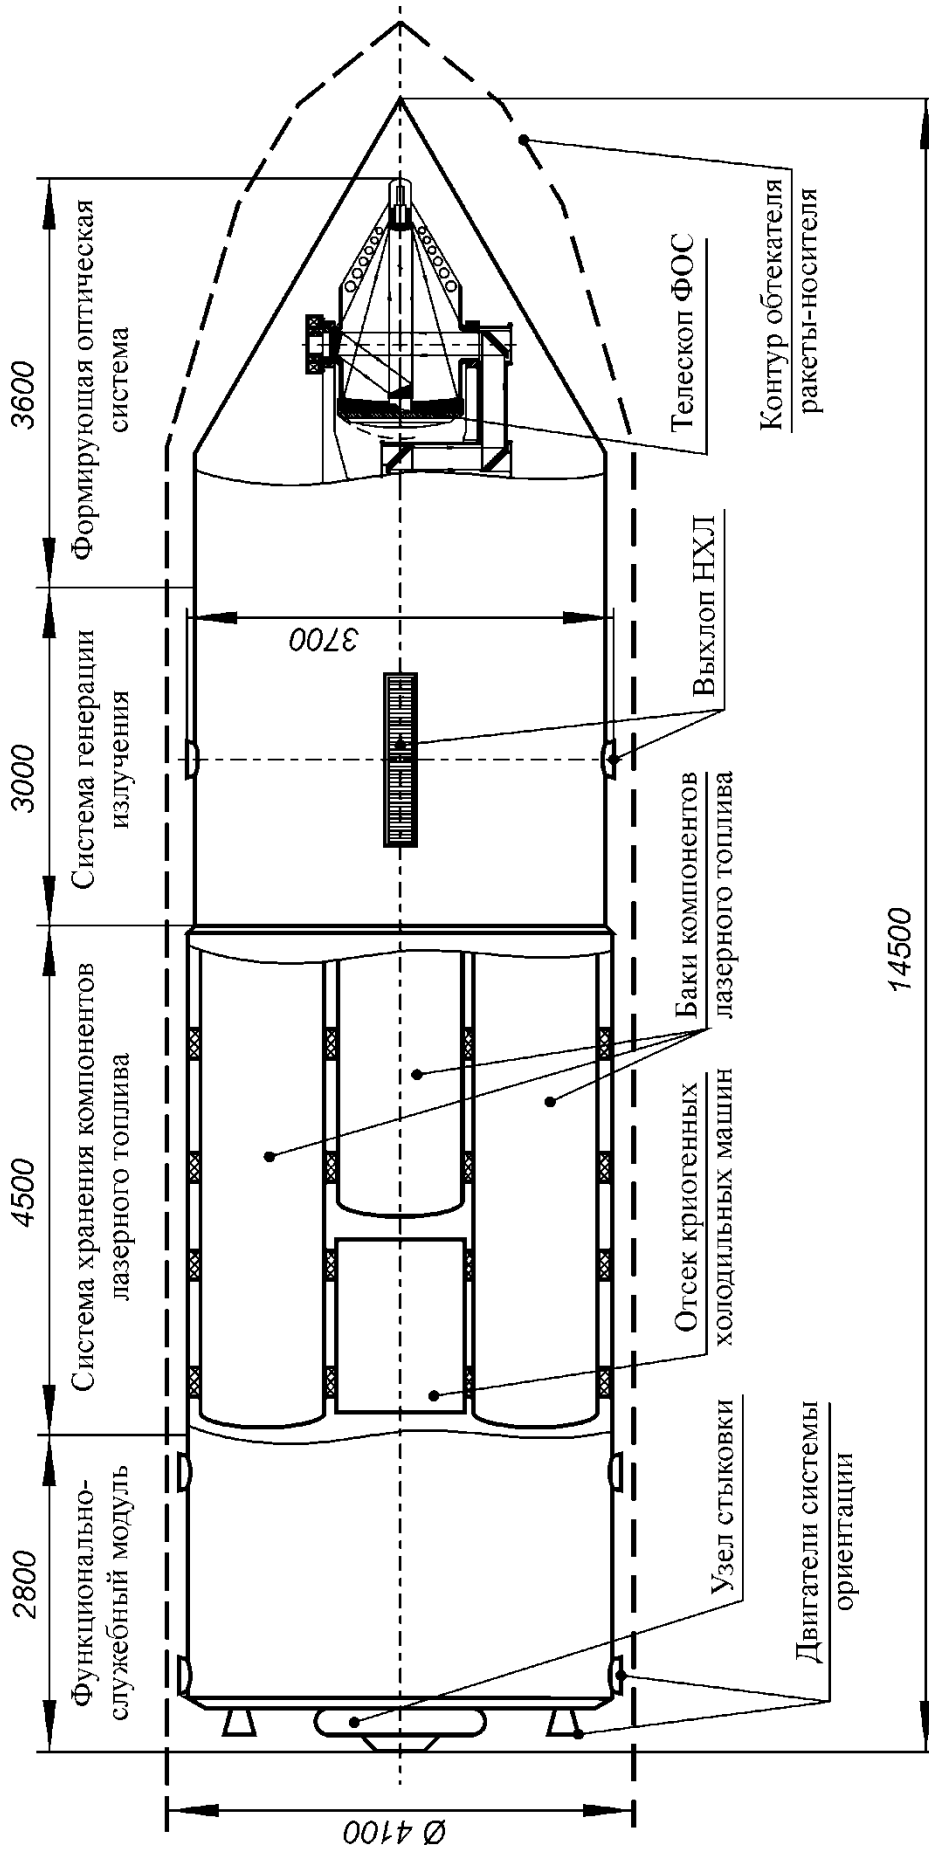 2800
4500
3000
3600
Функционально-
служебный модуль
Система хранения компонентов
лазерного топлива
Система генерации
излучения
Формирующая оптическая
система
3700
Ø 4100
Узел стыковки
Двигатели системы
ориентации
Отсек криогенных
холодильных машин
Баки компонентов
лазерного топлива
Выхлоп НХЛ
Телескоп ФОС
Контур обтекателя
ракеты-носителя
14500